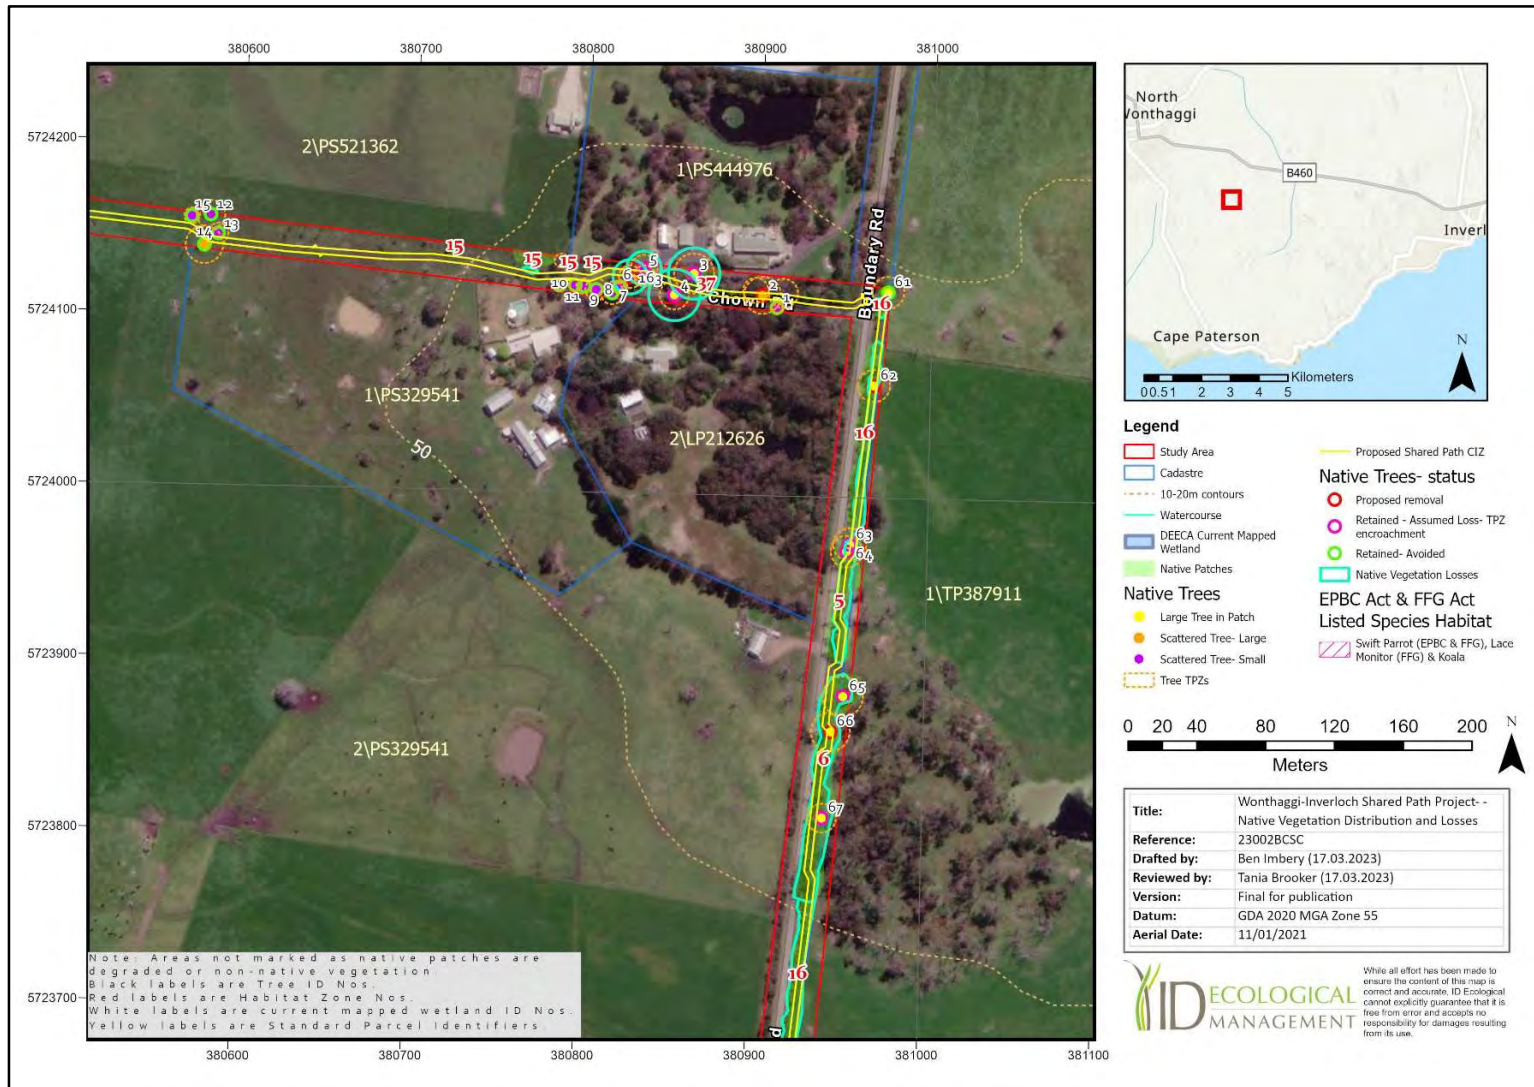 380600
380700
380800
380900
381000
5724200
5724100
5724000
5723900
5723800
5723700
2\PS521362
1\PS444976
1\PS329541
2\LP212626
1\TP387911
2\PS329541
50
15
12
13
14
15
15
15
15
10
11
9
8
7
6
5
16
3
4
3
37
2
1
61
16
62
16
63
64
5
65
66
6
67
16
Boundary Rd
Note: Areas not marked as native patches are
degraded or non-native vegetation.
Black labels are Tree ID Nos.
Red labels are Habitat Zone Nos.
White labels are current mapped wetland ID Nos.
Yellow labels are Standard Parcel Identifiers.
380600
380700
380800
380900
381000
381100
North
Wonthaggi
B460
Inverl
Cape Paterson
N
Kilometers
0 0.5 1 2 3 4 5
Legend
Study Area
Cadastre
10-20m contours
Watercourse
DEECA Current Mapped
Wetland
Native Patches
Native Trees
Large Tree in Patch
Scattered Tree- Large
Scattered Tree- Small
Tree TPZs
Proposed Shared Path CIZ
Native Trees- status
Proposed removal
Retained - Assumed Loss- TPZ
encroachment
Retained- Avoided
Native Vegetation Losses
EPBC Act & FFG Act
Listed Species Habitat
Swift Parrot (EPBC & FFG), Lace
Monitor (FFG) & Koala
0 20 40 80 120 160 200
Meters
N
Title: Wonthaggi-Inverloch Shared Path Project- -
Native Vegetation Distribution and Losses
Reference: 23002BCSC
Drafted by: Ben Imbery (17.03.2023)
Reviewed by: Tania Brooker (17.03.2023)
Version: Final for publication
Datum: GDA 2020 MGA Zone 55
Aerial Date: 11/01/2021
ID ECOLOGICAL
MANAGEMENT
While all effort has been made to
ensure the content of this map is
correct and accurate, ID Ecological
cannot explicitly guarantee that it is
free from error and accepts no
responsibility for damages resulting
from its use.